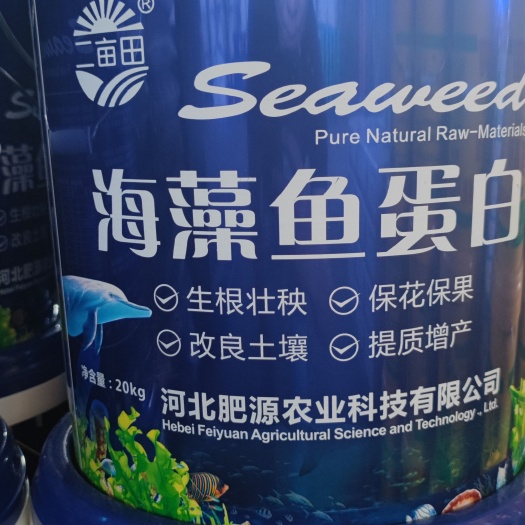 ®
二亩田
Seaweed
Pure Natural Raw-Materials
海藻鱼蛋白
生根壮秧 保花保果
改良土壤 提质增产
净含量：20kg
河北肥源农业科技有限公司
Hebei Feiyuan Agricultural Science and Technology ., Ltd.